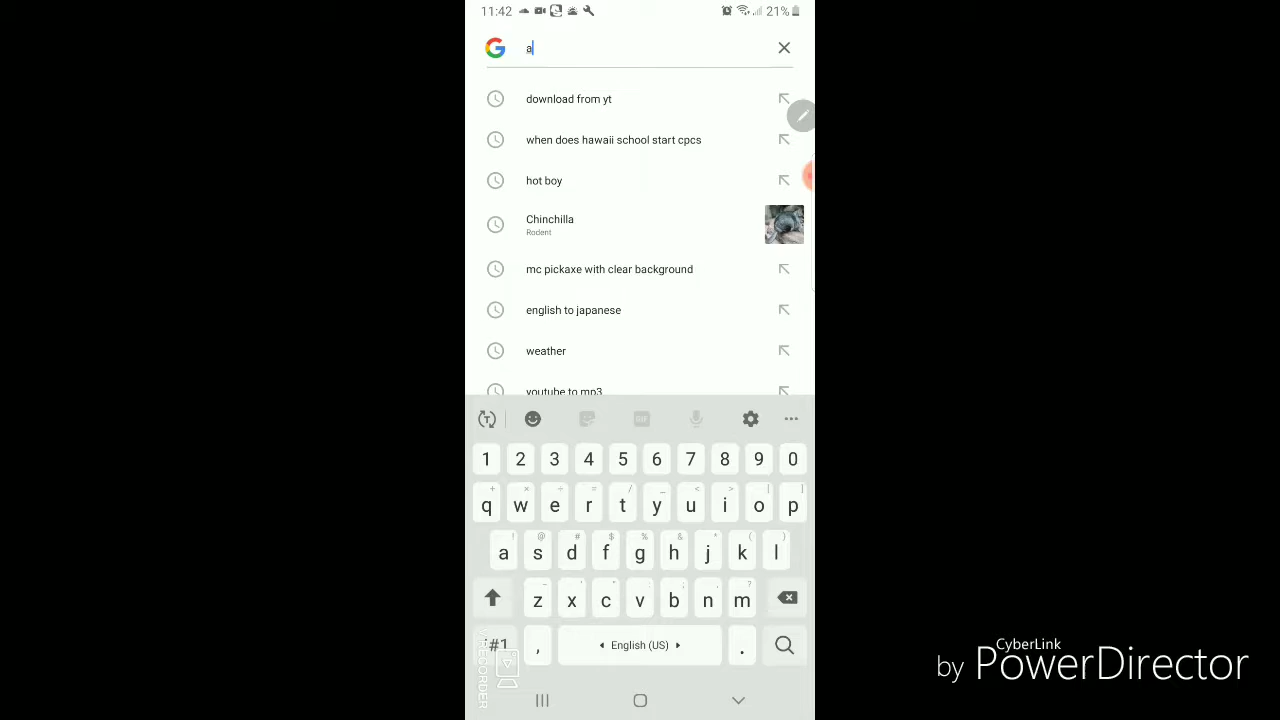 11:42 21%
a
download from yt
when does hawaii school start cpcs
hot boy
Chinchilla
Rodent
mc pickaxe with clear background
english to japanese
weather
youtube to mp3
GIF
1 2 3 4 5 6 7 8 9 0
+ × ÷ = / _ < > [ ]
q w e r t y u i o p
! @ # $ % & * ( )
a s d f g h j k l
- ' " : ; , ?
z x c v b n m
!#1 , English (US) .
RECORDER
CyberLink
by PowerDirector